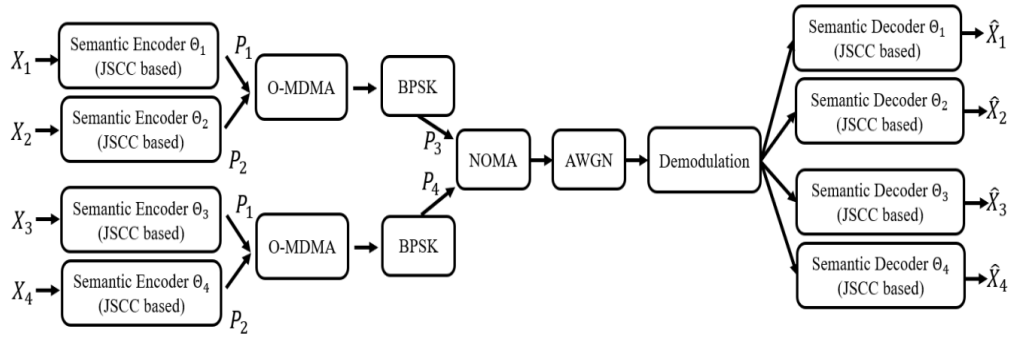 X₁
Semantic Encoder Θ₁
(JSCC based)
P₁
X₂
Semantic Encoder Θ₂
(JSCC based)
P₂
O-MDMA
BPSK
P₃
X₃
Semantic Encoder Θ₃
(JSCC based)
P₁
X₄
Semantic Encoder Θ₄
(JSCC based)
P₂
O-MDMA
BPSK
P₄
NOMA
AWGN
Demodulation
Semantic Decoder Θ₁
(JSCC based)
X̂₁
Semantic Decoder Θ₂
(JSCC based)
X̂₂
Semantic Decoder Θ₃
(JSCC based)
X̂₃
Semantic Decoder Θ₄
(JSCC based)
X̂₄